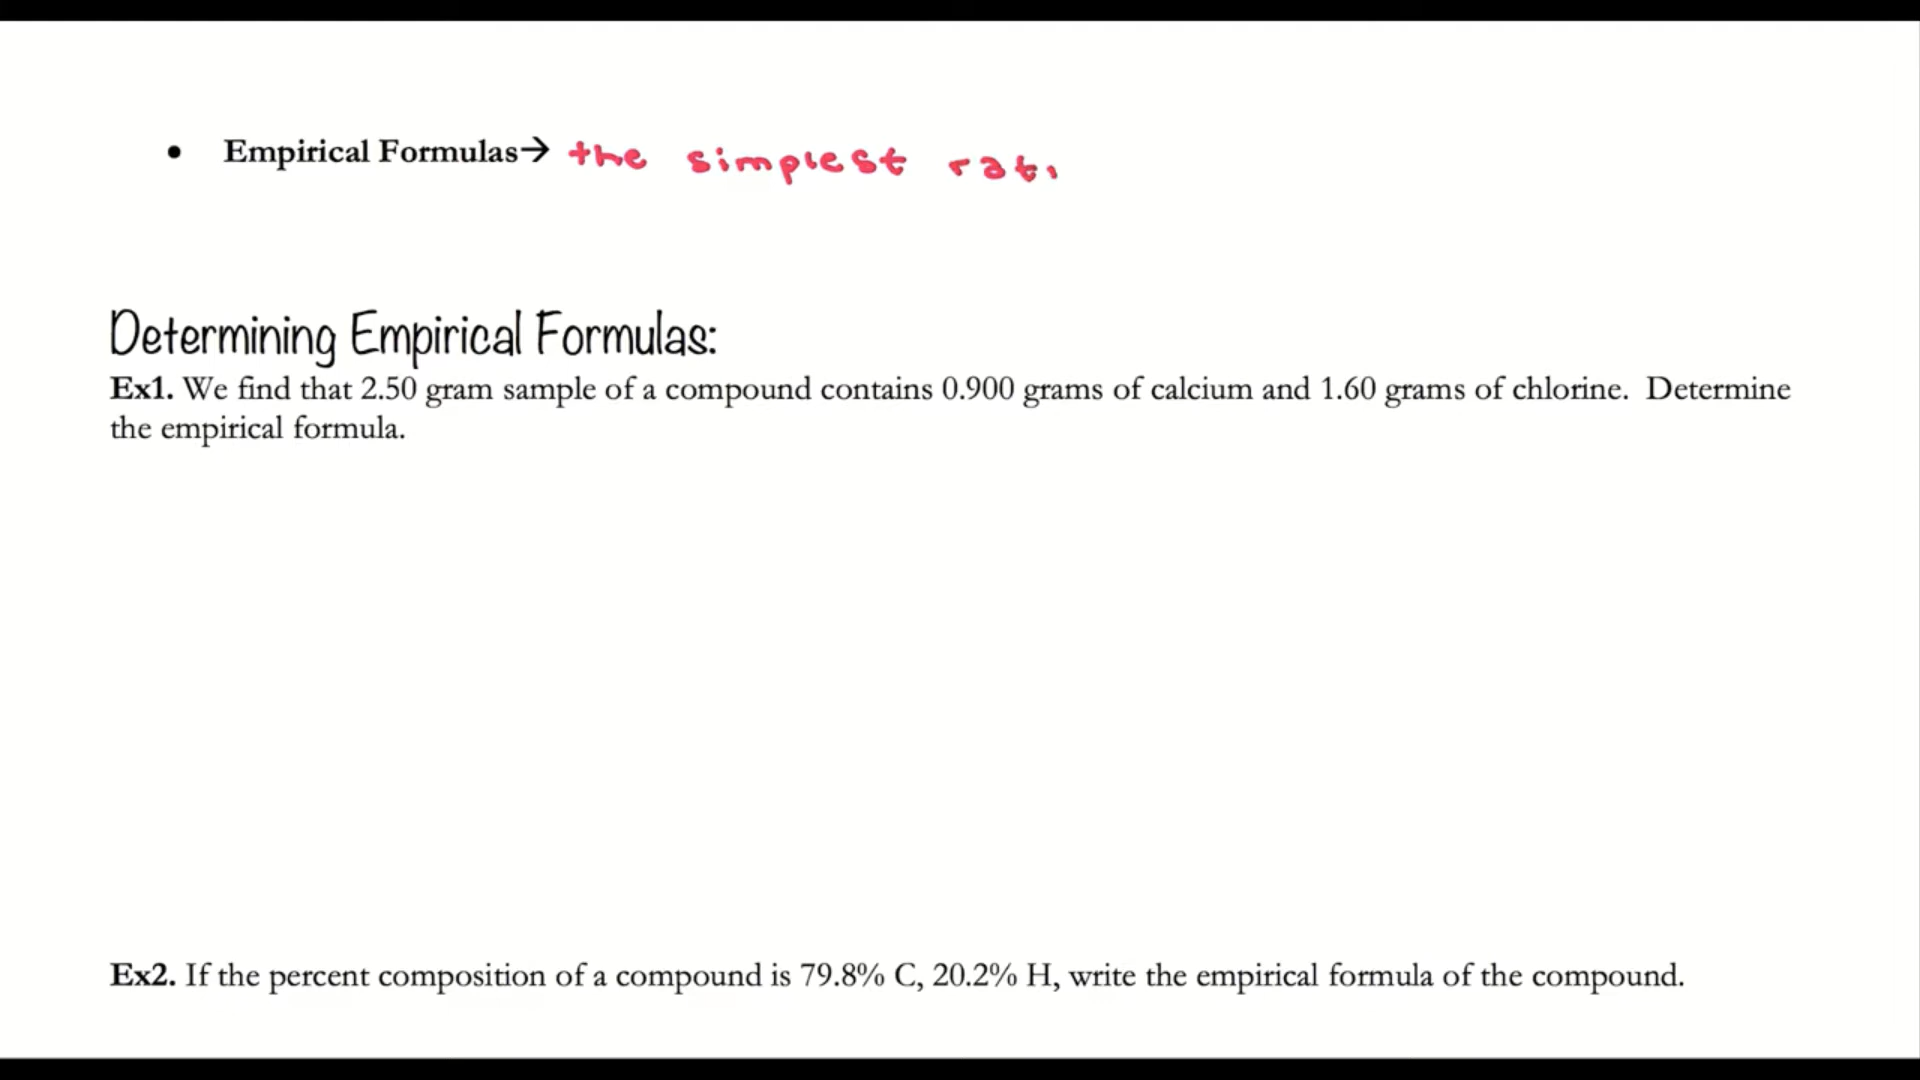 • Empirical Formulas→ the simplest rati
Determining Empirical Formulas:
Ex1. We find that 2.50 gram sample of a compound contains 0.900 grams of calcium and 1.60 grams of chlorine. Determine
the empirical formula.
Ex2. If the percent composition of a compound is 79.8% C, 20.2% H, write the empirical formula of the compound.